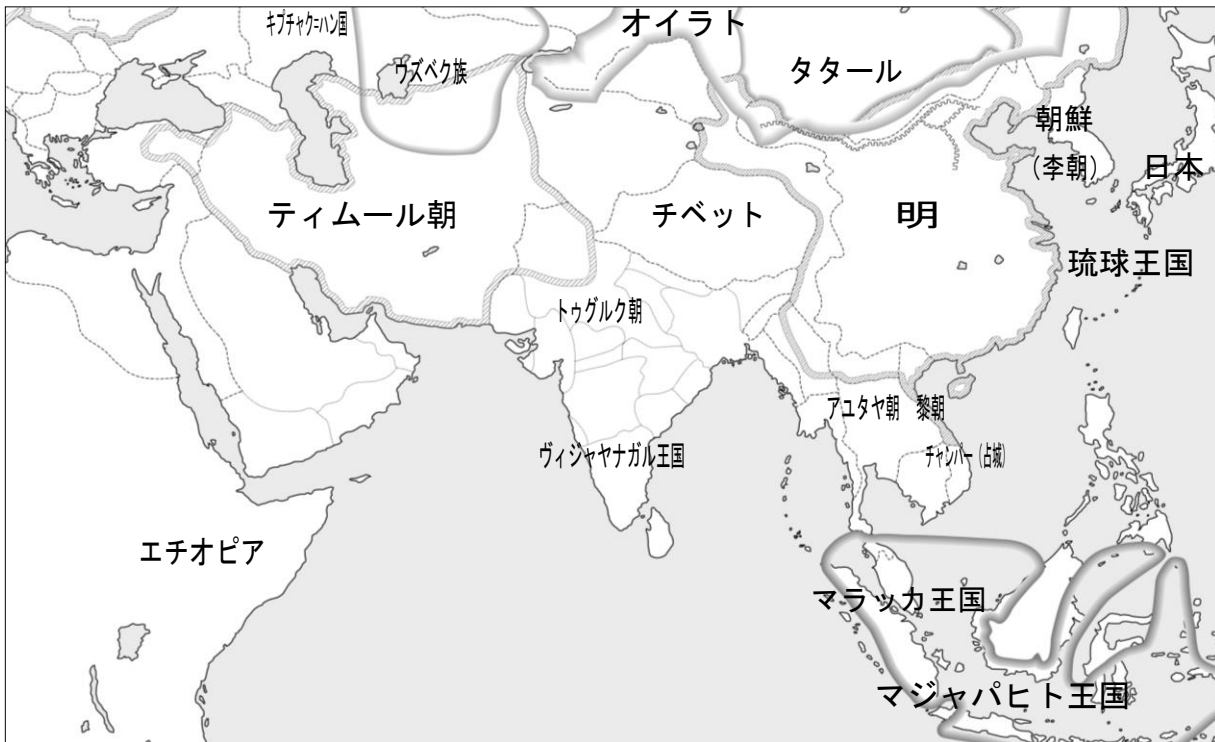 オイラト
キプチャク=ハン国
ウズベク族
タタール
朝鮮
(李朝)
日本
ティムール朝
チベット
明
琉球王国
トゥグルク朝
アユタヤ朝
黎朝
ヴィジャヤナガル王国
チャンパー(占城)
エチオピア
マラッカ王国
マジャパヒト王国